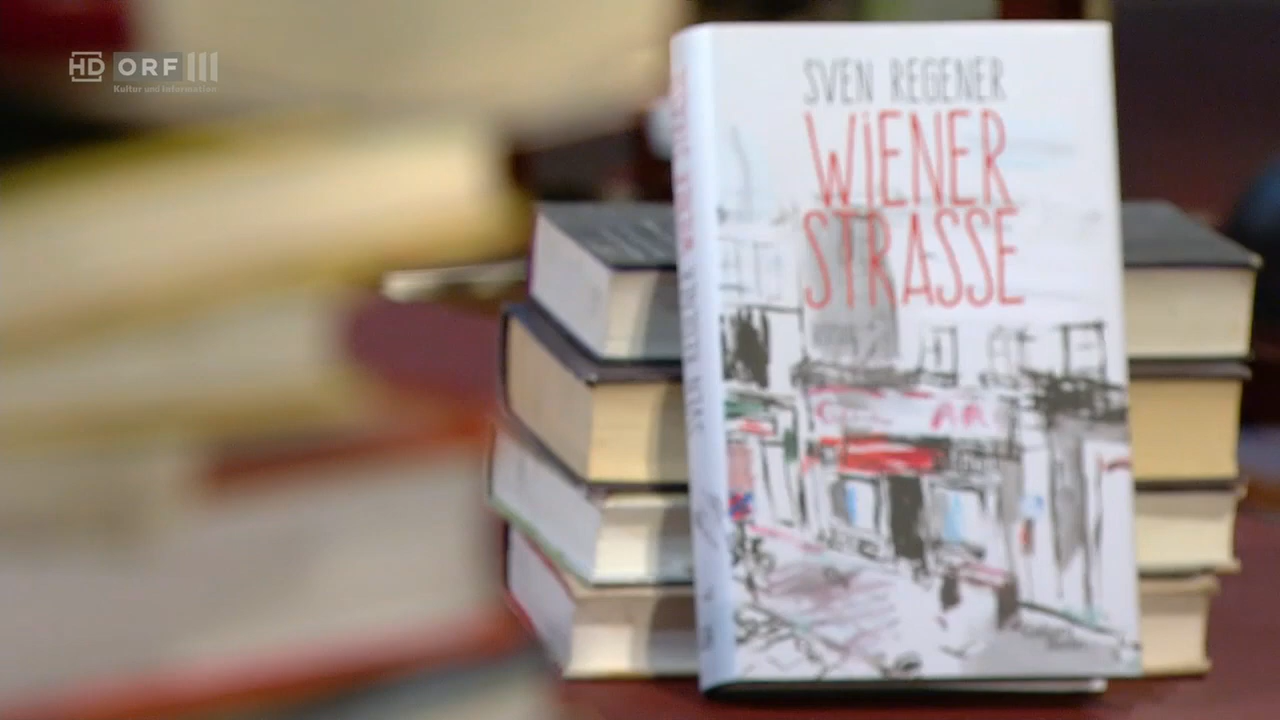 HD ORF III
Kultur und Information
SVEN REGENER
WiENER
STRASSE